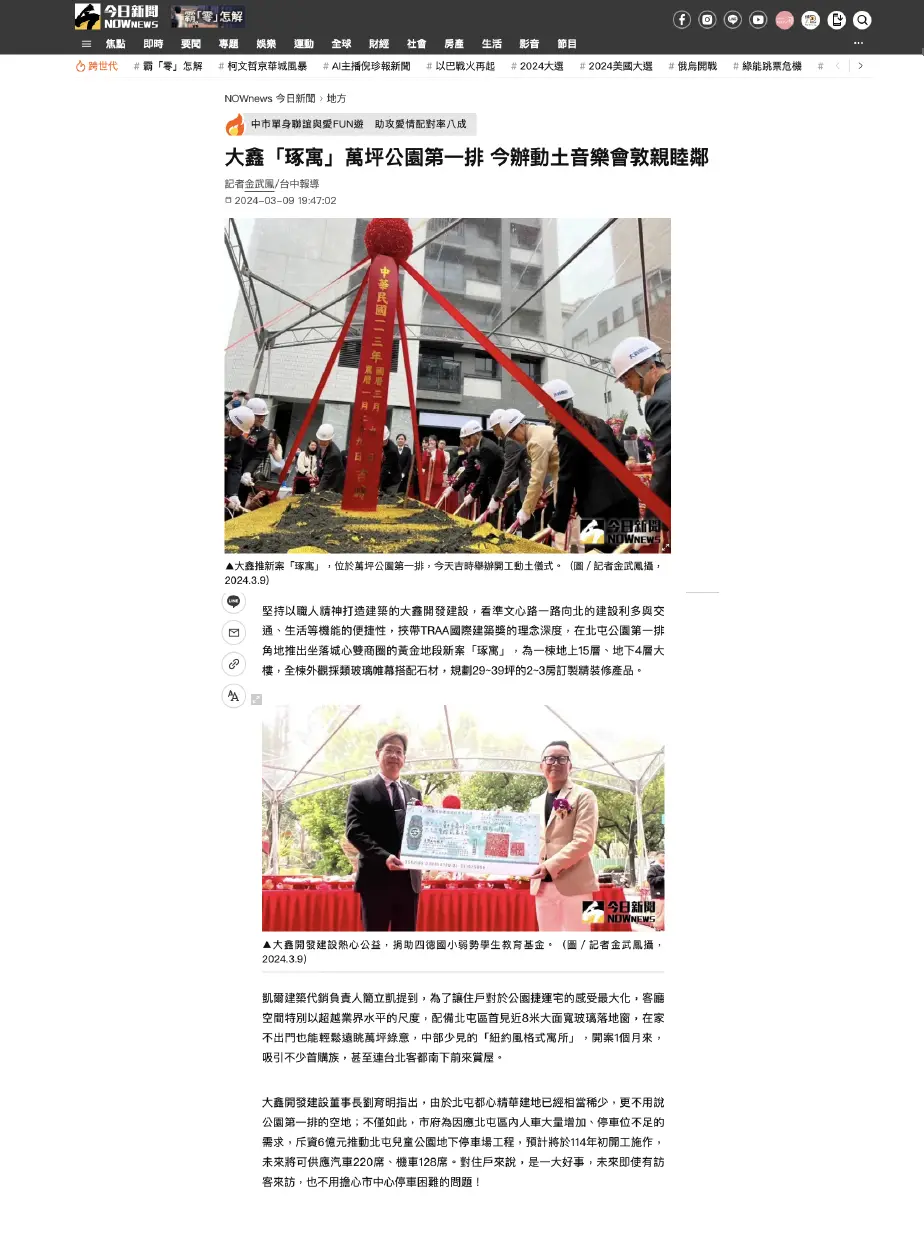 今日新聞
NOWNEWS
霸「零」怎解
焦點 即時 要聞 專題 娛樂 運動 全球 財經 社會 房產 生活 影音 節目
跨世代 # 霸「零」怎解 # 柯文哲京華城風暴 # AI主播倪珍報新聞 # 以巴戰火再起 # 2024大選 # 2024美國大選 # 俄烏開戰 # 綠能跳票危機 #
NOWnews 今日新聞 › 地方
中市單身聯誼與愛FUN遊 助攻愛情配對率八成
大鑫「琢寓」萬坪公園第一排 今辦動土音樂會敦親睦鄰
記者金武鳳/台中報導
2024-03-09 19:47:02
中華民國一一三年
今日新聞
NOWNEWS
▲大鑫推新案「琢寓」，位於萬坪公園第一排，今天吉時舉辦開工動土儀式。（圖／記者金武鳳攝，
2024.3.9）
LINE
堅持以職人精神打造建築的大鑫開發建設，看準文心路一路向北的建設利多與交
通、生活等機能的便捷性，挾帶TRAA國際建築獎的理念深度，在北屯公園第一排
角地推出坐落城心雙商圈的黃金地段新案「琢寓」，為一棟地上15層、地下4層大
樓，全棟外觀採類玻璃帷幕搭配石材，規劃29~39坪的2~3房訂製精裝修產品。
AA
今日新聞
NOWNEWS
▲大鑫開發建設熱心公益，捐助四德國小弱勢學生教育基金。（圖／記者金武鳳攝，
2024.3.9）
凱爾建築代銷負責人簡立凱提到，為了讓住戶對於公園捷運宅的感受最大化，客廳
空間特別以超越業界水平的尺度，配備北屯區首見近8米大面寬玻璃落地窗，在家
不出門也能輕鬆遠眺萬坪綠意，中部少見的「紐約風格式寓所」，開案1個月來，
吸引不少首購族，甚至連台北客都南下前來賞屋。
大鑫開發建設董事長劉育明指出，由於北屯都心精華建地已經相當稀少，更不用說
公園第一排的空地；不僅如此，市府為因應北屯區內人車大量增加、停車位不足的
需求，斥資6億元推動北屯兒童公園地下停車場工程，預計將於114年初開工施作，
未來將可供應汽車220席、機車128席。對住戶來說，是一大好事，未來即使有訪
客來訪，也不用擔心市中心停車困難的問題！